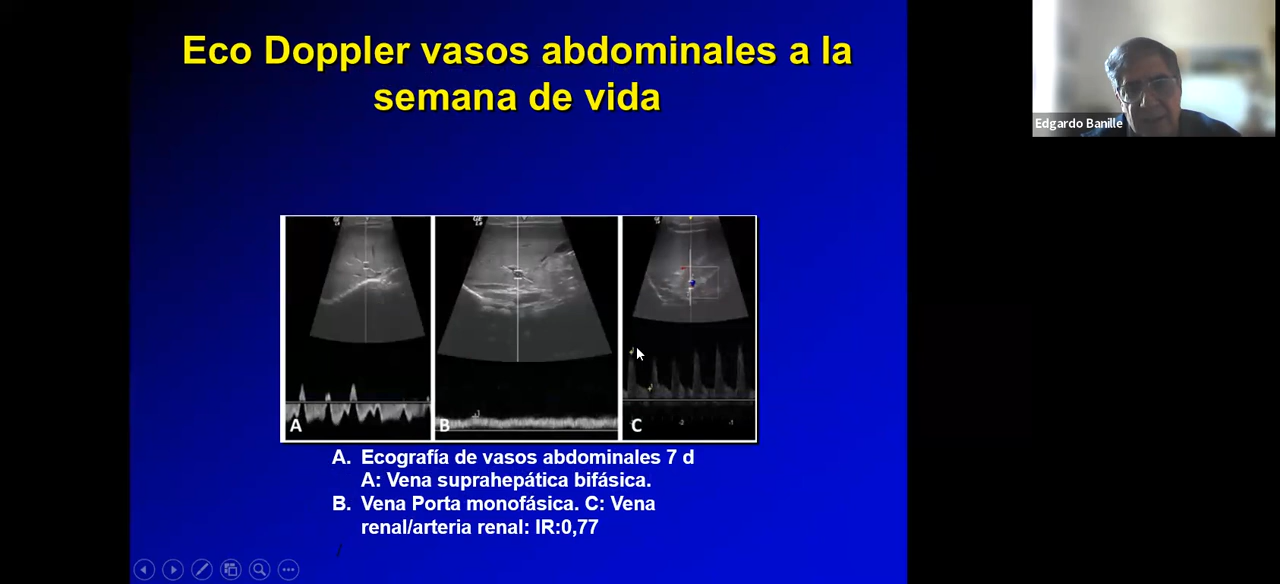 Eco Doppler vasos abdominales a la
semana de vida
Edgardo Banille
A
B
C
A. Ecografía de vasos abdominales 7 d
A: Vena suprahepática bifásica.
B. Vena Porta monofásica. C: Vena
renal/arteria renal: IR:0,77
/